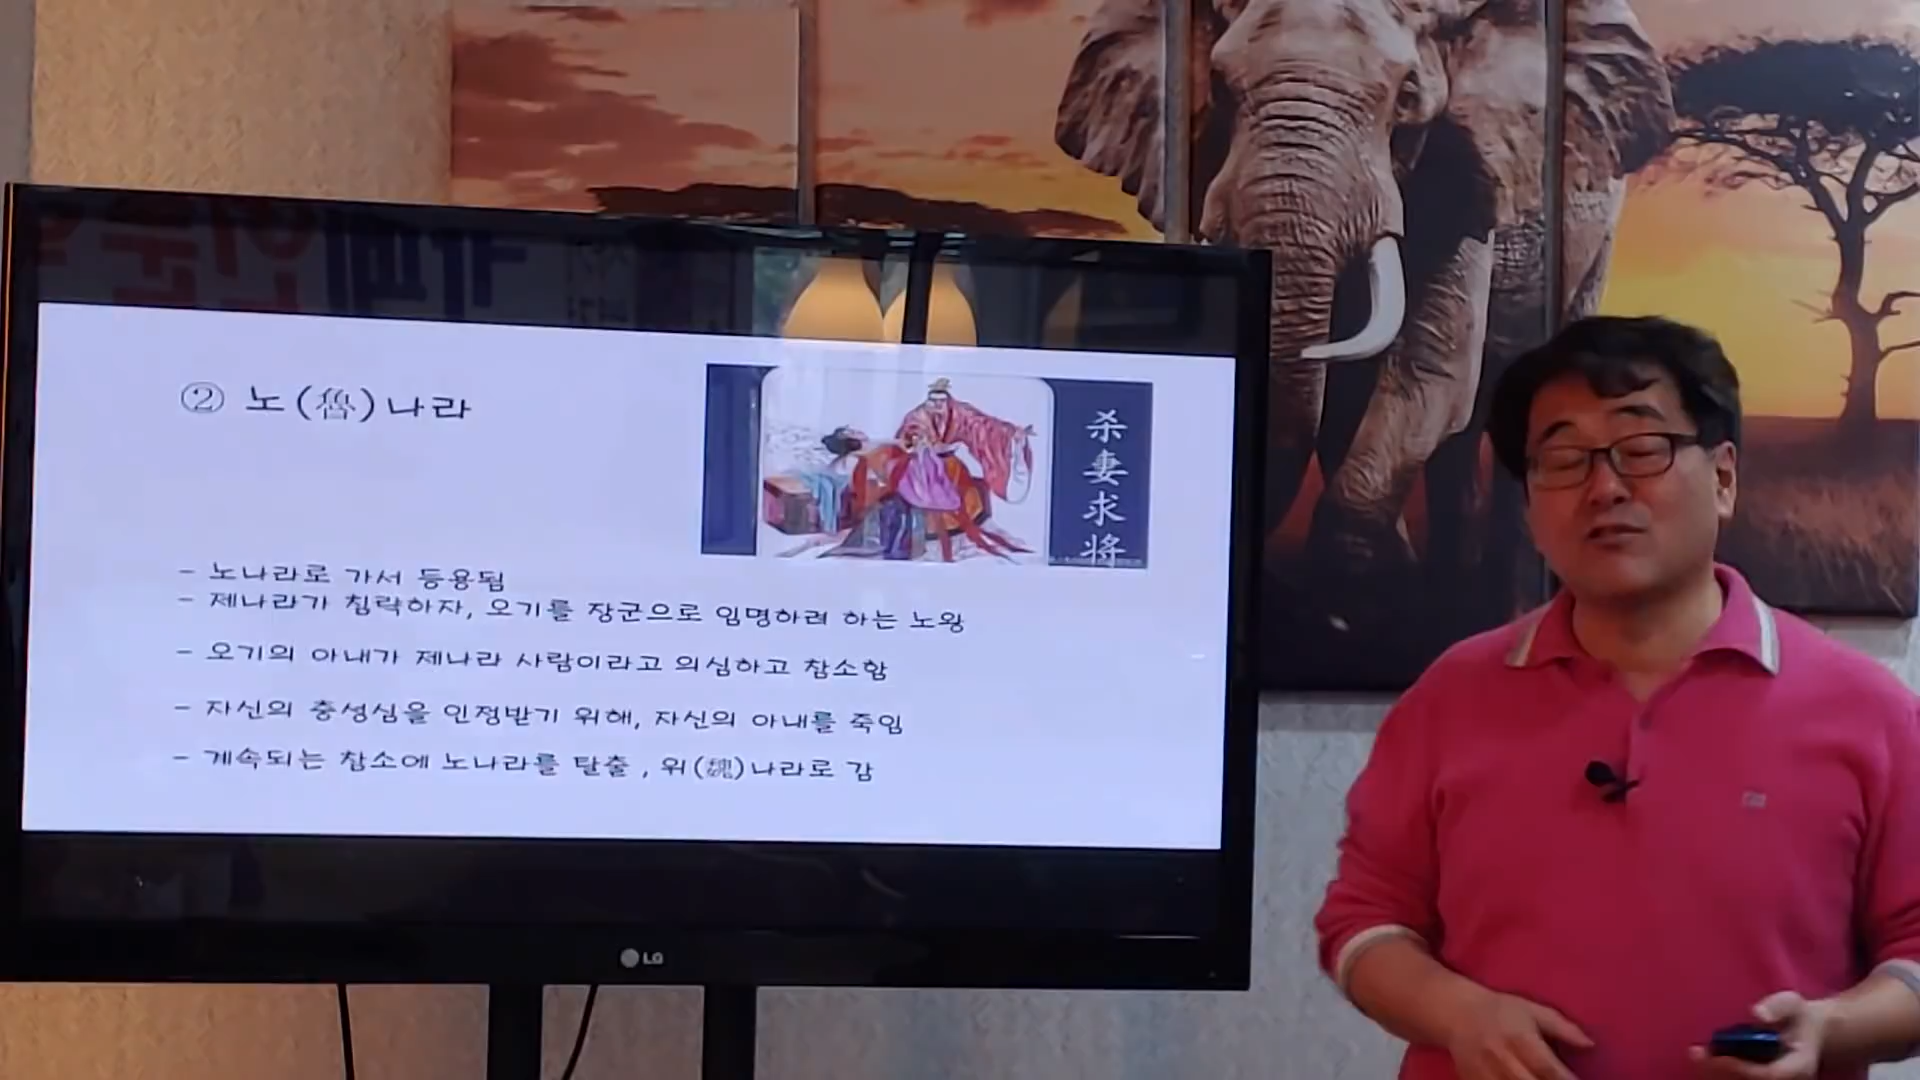 ② 노(魯)나라
杀妻求将
- 노나라로 가서 등용됨
- 제나라가 침략하자, 오기를 장군으로 임명하려 하는 노왕
- 오기의 아내가 제나라 사람이라고 의심하고 참소함
- 자신의 충성심을 인정받기 위해, 자신의 아내를 죽임
- 계속되는 참소에 노나라를 탈출 , 위(魏)나라로 감
LG